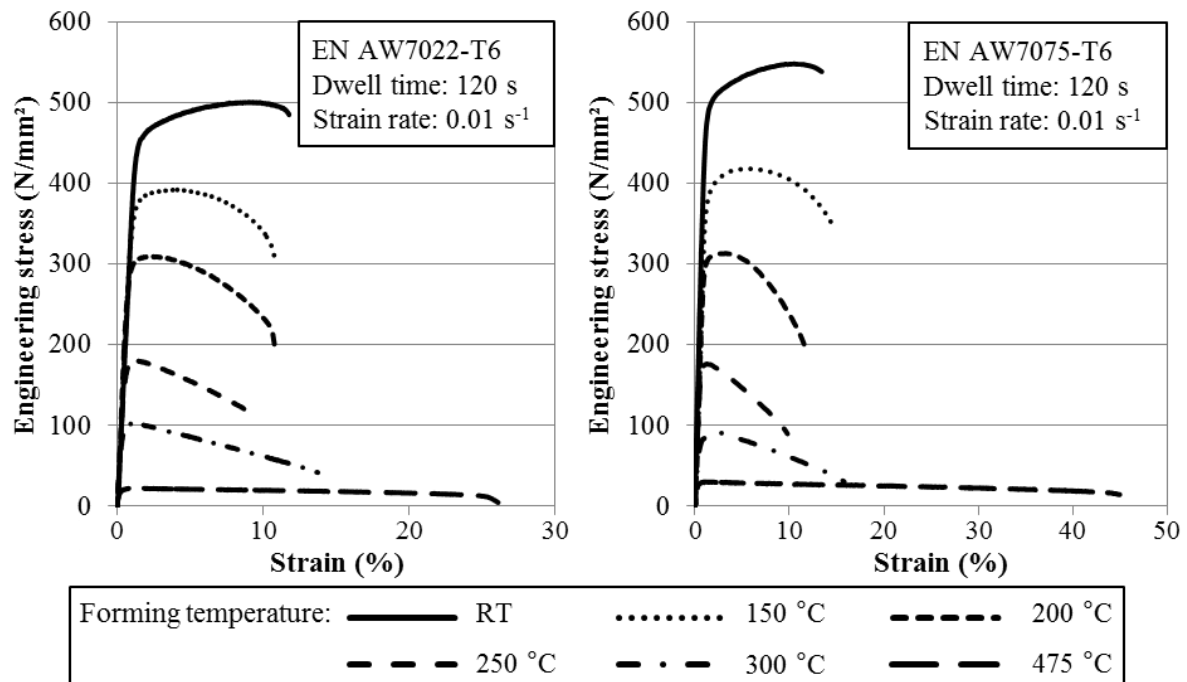 600
500
400
300
200
100
0
Engineering stress (N/mm²)
EN AW7022-T6
Dwell time: 120 s
Strain rate: 0.01 s⁻¹
0 10 20 30
Strain (%)
600
500
400
300
200
100
0
Engineering stress (N/mm²)
EN AW7075-T6
Dwell time: 120 s
Strain rate: 0.01 s⁻¹
0 10 20 30 40 50
Strain (%)
Forming temperature: RT 150 °C 200 °C
250 °C 300 °C 475 °C